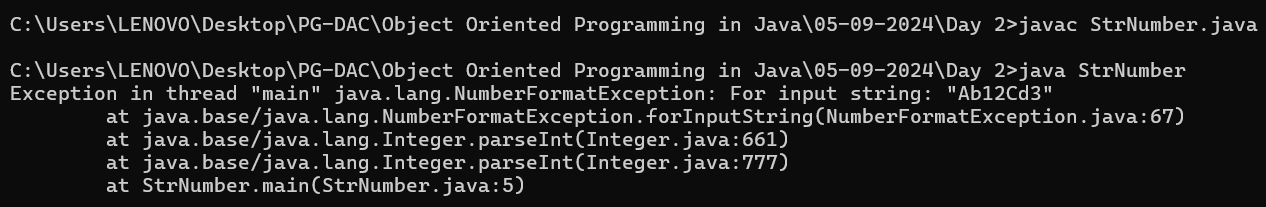 C:\Users\LENOVO\Desktop\PG-DAC\Object Oriented Programming in Java\05-09-2024\Day 2>javac StrNumber.java
C:\Users\LENOVO\Desktop\PG-DAC\Object Oriented Programming in Java\05-09-2024\Day 2>java StrNumber
Exception in thread "main" java.lang.NumberFormatException: For input string: "Ab12Cd3"
        at java.base/java.lang.NumberFormatException.forInputString(NumberFormatException.java:67)
        at java.base/java.lang.Integer.parseInt(Integer.java:661)
        at java.base/java.lang.Integer.parseInt(Integer.java:777)
        at StrNumber.main(StrNumber.java:5)